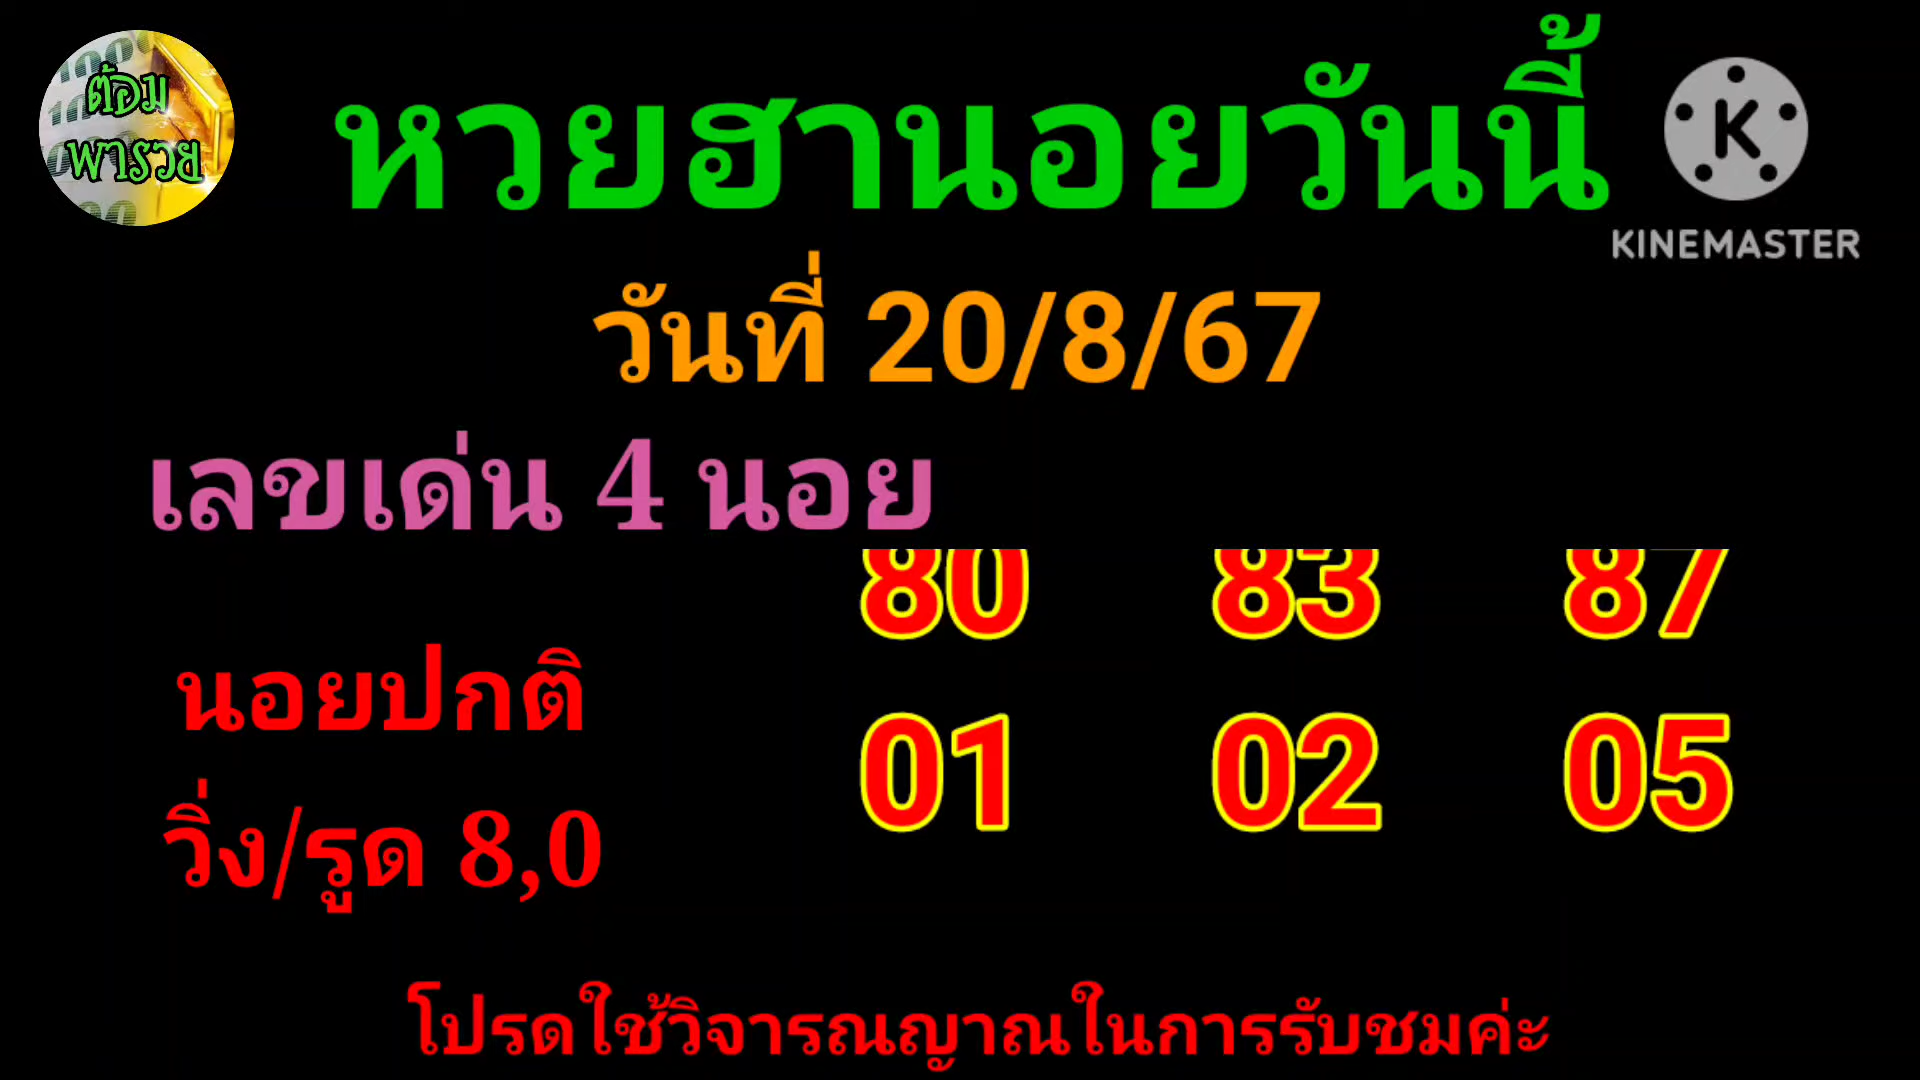 ต้อม
พารวย
หวยฮานอยวันนี้
KINEMASTER
วันที่ 20/8/67
เลขเด่น 4 นอย
80 83 87
นอยปกติ
01 02 05
วิ่ง/รูด 8,0
โปรดใช้วิจารณญาณในการรับชมค่ะ